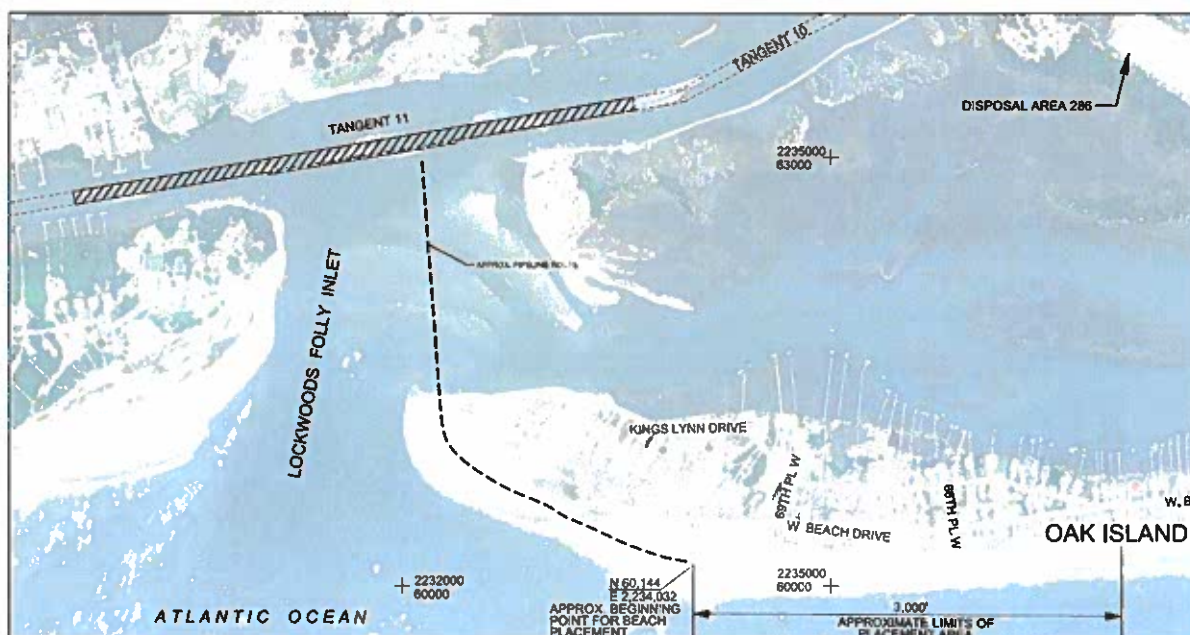 TANGENT 10
DISPOSAL AREA 286
TANGENT 11
2235000
63000
APPROX. PIPELINE ROUTE
LOCKWOODS FOLLY INLET
KINGS LYNN DRIVE
69TH PL W
66TH PL W
W. B
W BEACH DRIVE
OAK ISLAND
2232000
60000
N 60,144
E 2,234,032
APPROX. BEGINNING
POINT FOR BEACH
PLACEMENT
2235000
60000
3,000'
APPROXIMATE LIMITS OF
PLACEMENT AREA
ATLANTIC OCEAN